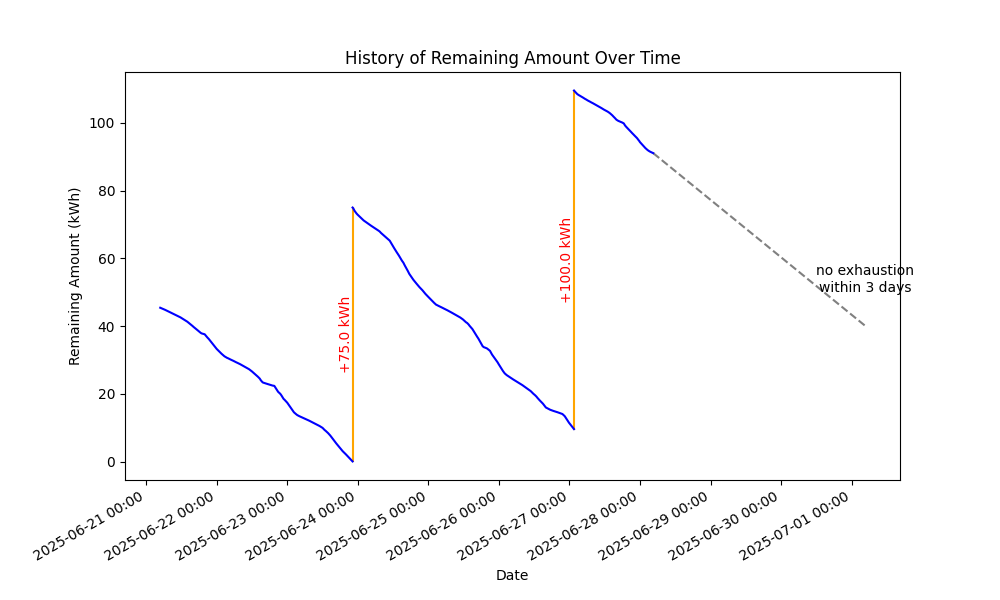 History of Remaining Amount Over Time
Remaining Amount (kWh)
100
80
60
40
20
0
+75.0 kWh
+100.0 kWh
no exhaustion
within 3 days
2025-06-21 00:00
2025-06-22 00:00
2025-06-23 00:00
2025-06-24 00:00
2025-06-25 00:00
2025-06-26 00:00
2025-06-27 00:00
2025-06-28 00:00
2025-06-29 00:00
2025-06-30 00:00
2025-07-01 00:00
Date